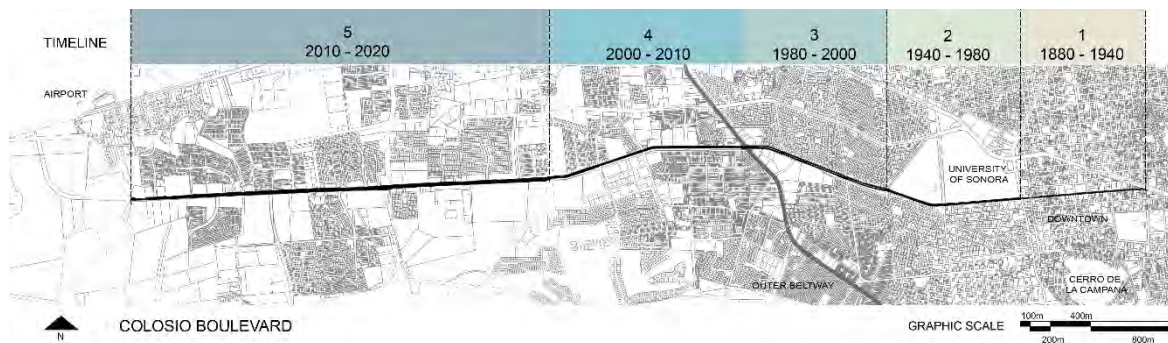 TIMELINE
5
2010 - 2020
4
2000 - 2010
3
1980 - 2000
2
1940 - 1980
1
1880 - 1940
AIRPORT
UNIVERSITY
OF SONORA
DOWNTOWN
OUTER BELTWAY
CERRO DE
LA CAMPANA
N
COLOSIO BOULEVARD
GRAPHIC SCALE
100m 400m
200m 800m